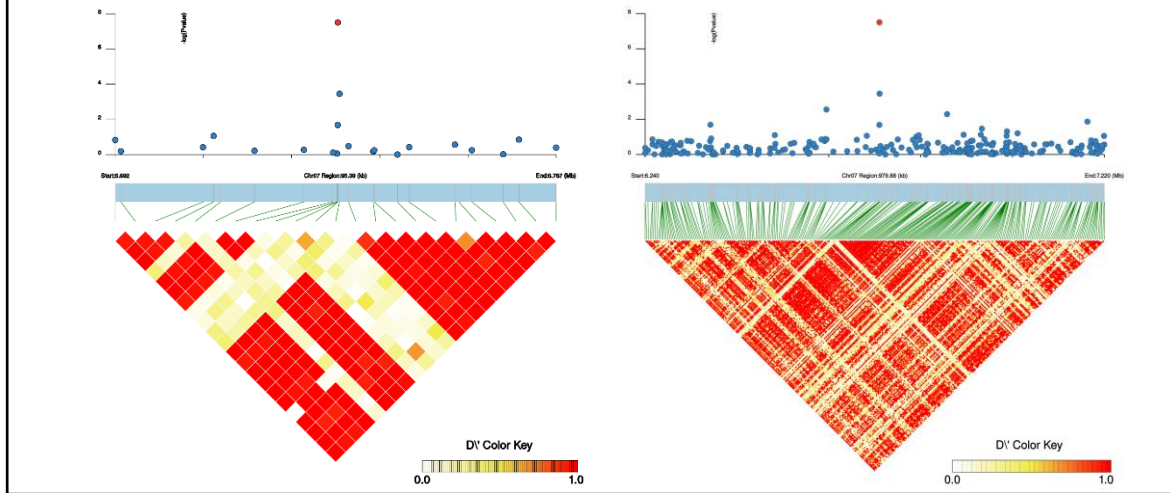 8
6
4
2
0
-log(Pvalue)
Start:6.692
Chr07 Region:95.39 (kb)
End:6.787 (Mb)
D\' Color Key
0.0
1.0
8
6
4
2
0
-log(Pvalue)
Start:6.240
Chr07 Region:979.88 (kb)
End:7.220 (Mb)
D\' Color Key
0.0
1.0